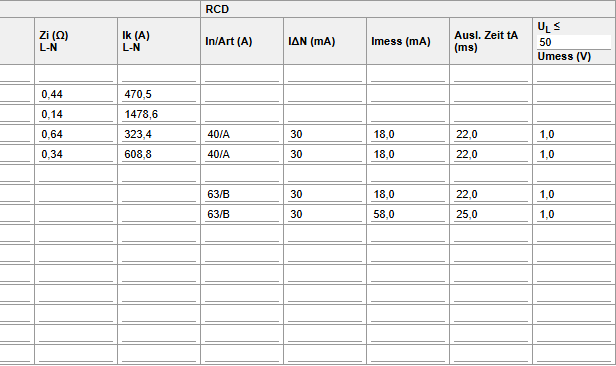 RCD
Zi (Ω) L-N
Ik (A) L-N
In/Art (A)
IΔN (mA)
Imess (mA)
Ausl. Zeit tA (ms)
UL ≤
50
Umess (V)
0,44 470,5
0,14 1478,6
0,64 323,4 40/A 30 18,0 22,0 1,0
0,34 608,8 40/A 30 18,0 22,0 1,0
63/B 30 18,0 22,0 1,0
63/B 30 58,0 25,0 1,0